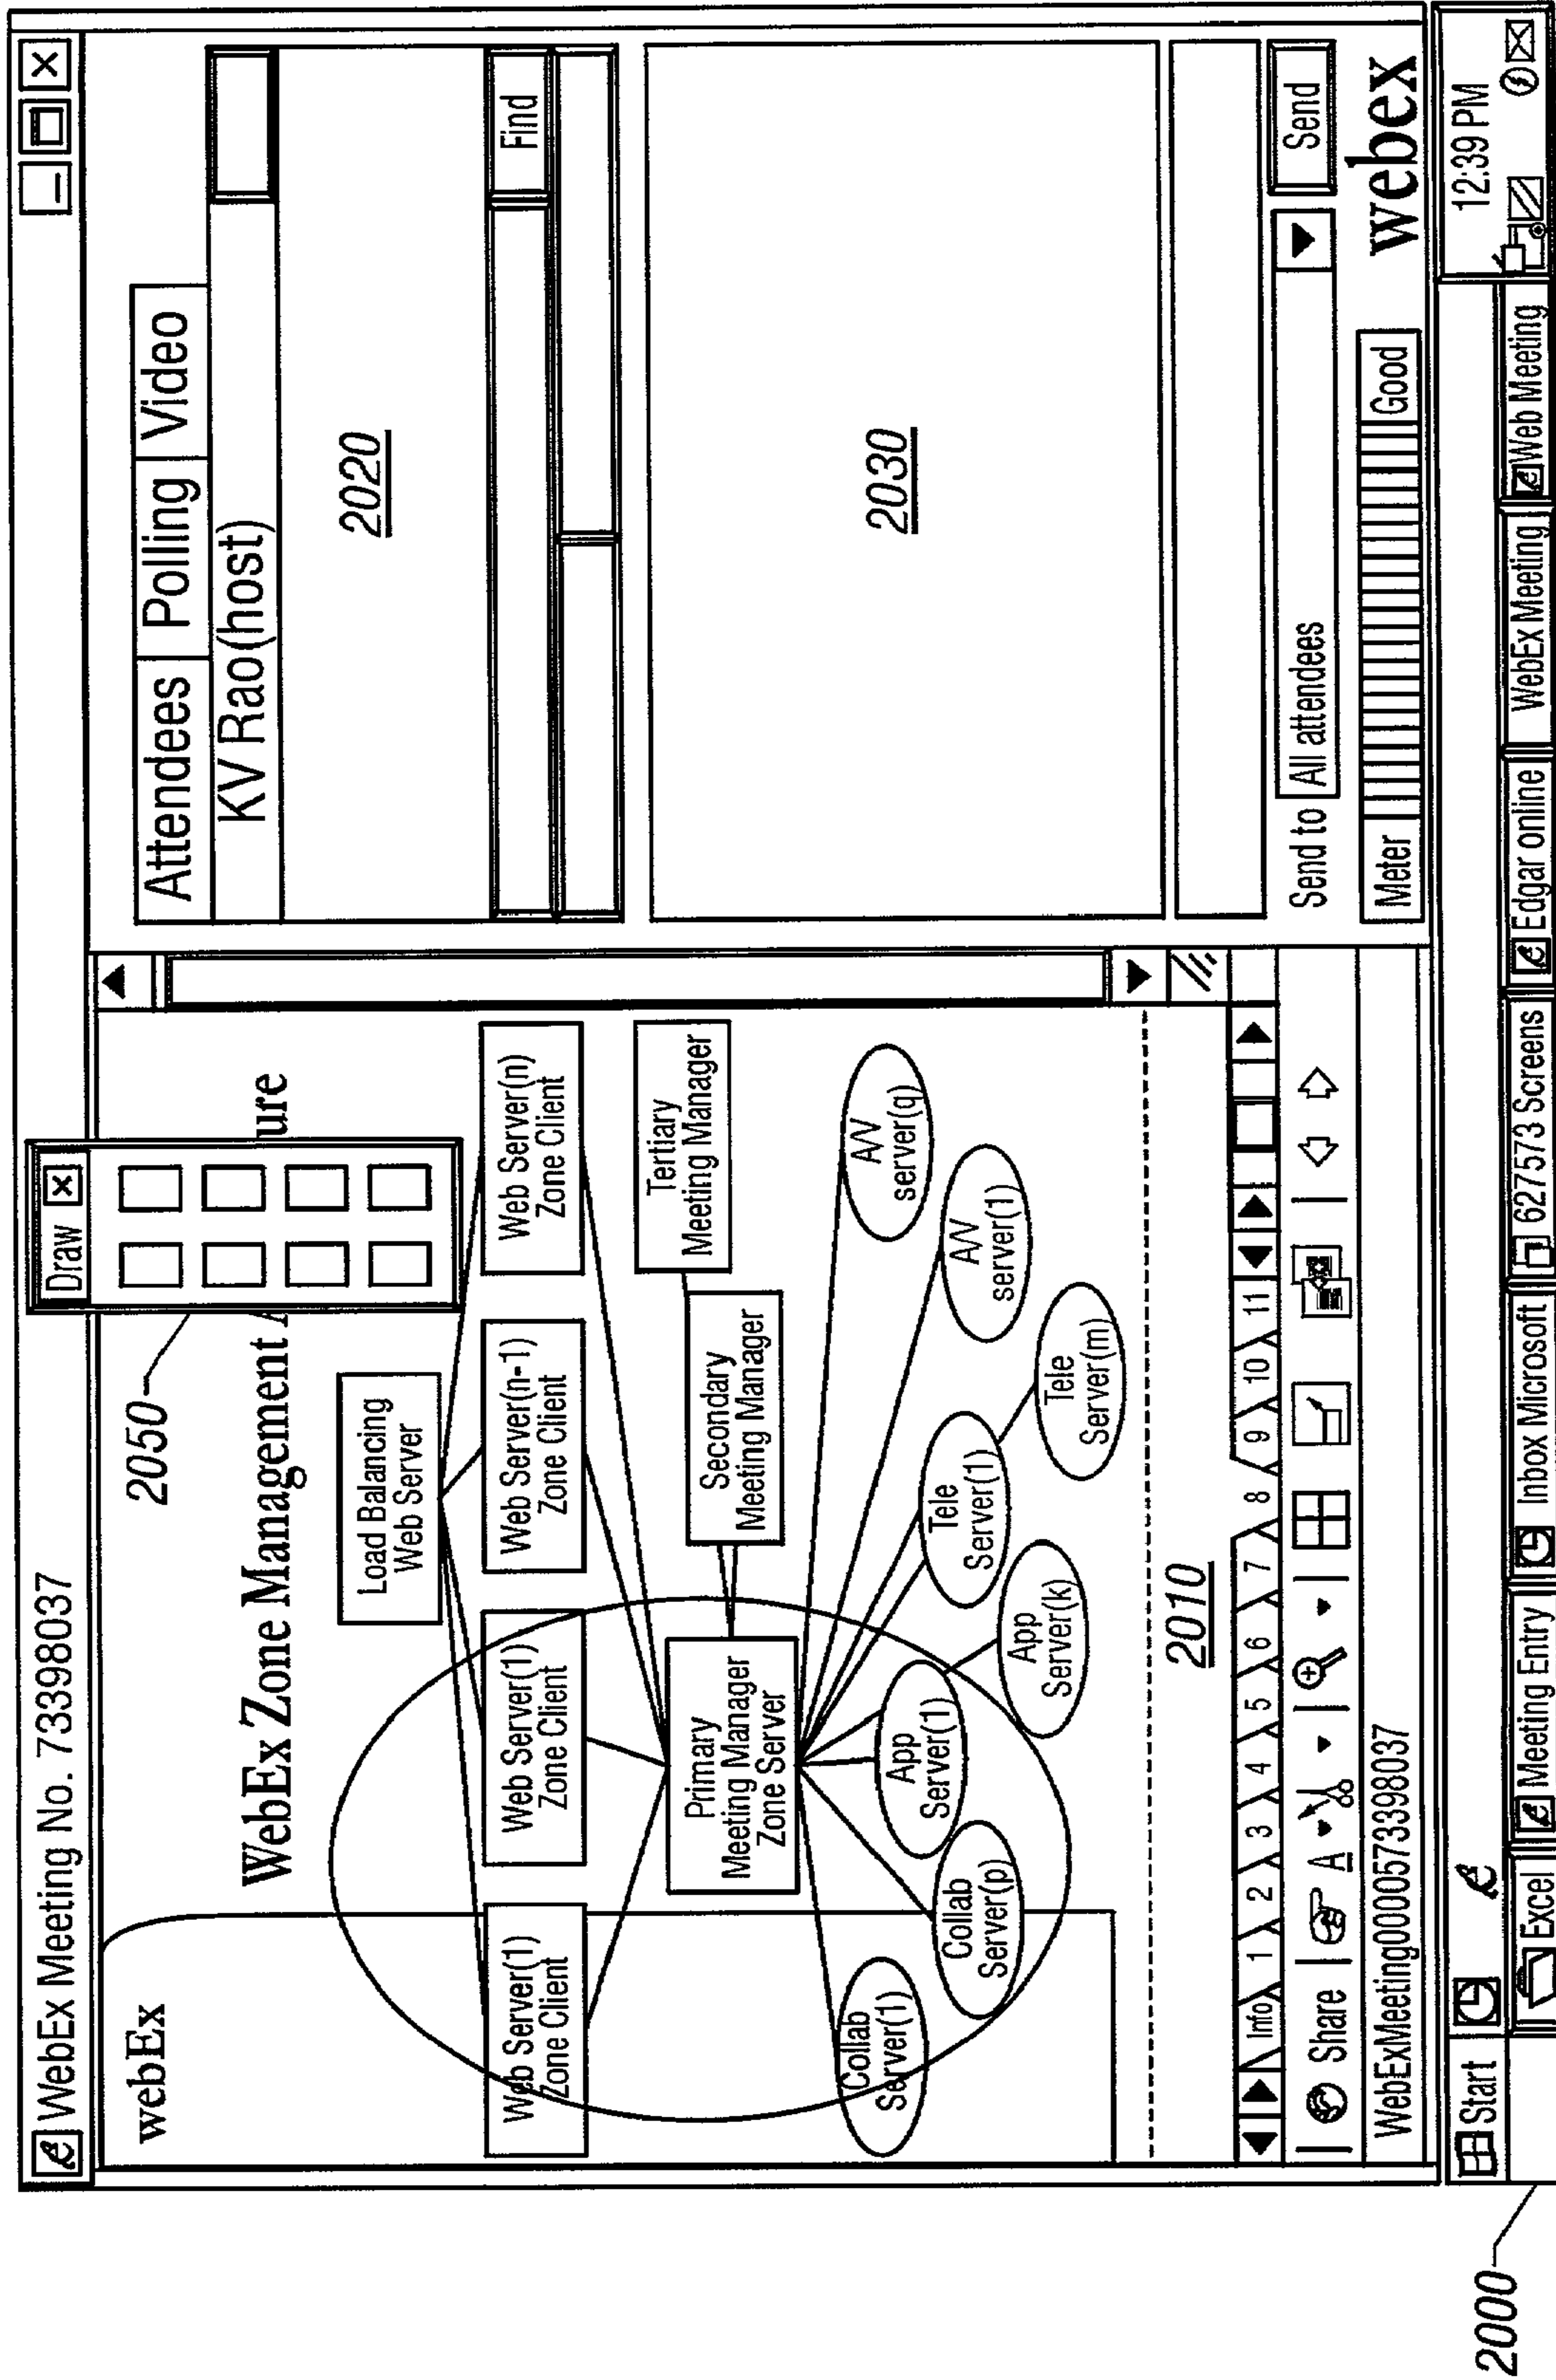 WebEx Meeting No. 73398037
Draw
2050
webEx
WebEx Zone Management
ure
Load Balancing
Web Server
Web Server(1)
Zone Client
Web Server(1)
Zone Client
Web Server(n-1)
Zone Client
Web Server(n)
Zone Client
Primary
Meeting Manager
Zone Server
Secondary
Meeting Manager
Tertiary
Meeting Manager
Collab
Server(1)
Collab
Server(p)
App
Server(1)
App
Server(k)
Tele
Server(1)
Tele
Server(m)
A/V
server(1)
A/V
server(q)
2010
Info 1 2 3 4 5 6 7 8 9 10 11
Share A
WebExMeeting0000573398037
Attendees Polling Video
KV Rao(host)
2020
Find
2030
Send to All attendees Send
Meter Good
webex
Start
12:39 PM
Excel Meeting Entry Inbox Microsoft 627573 Screens Edgar online WebEx Meeting Web Meeting
2000